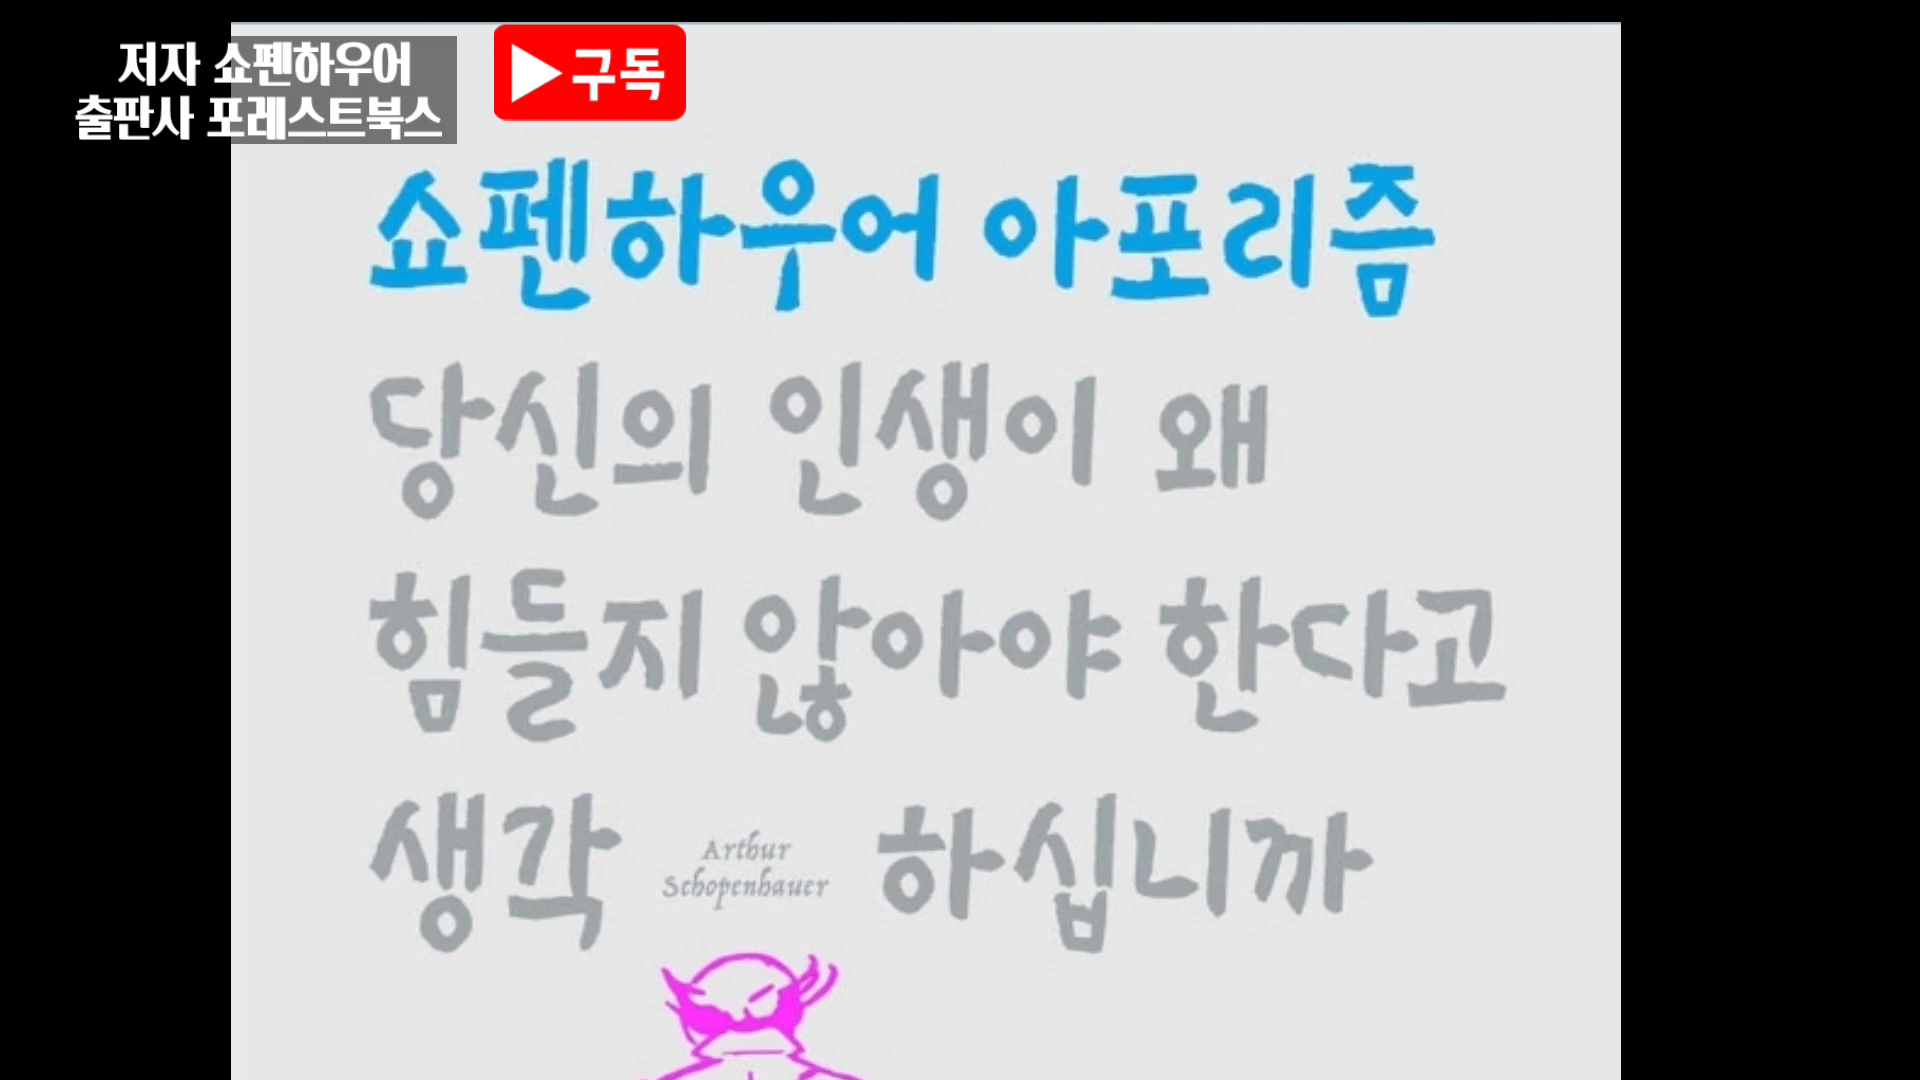 저자 쇼펜하우어
출판사 포레스트북스
구독
쇼펜하우어 아포리즘
당신의 인생이 왜
힘들지 않아야 한다고
생각 하십니까
Arthur
Schopenhauer